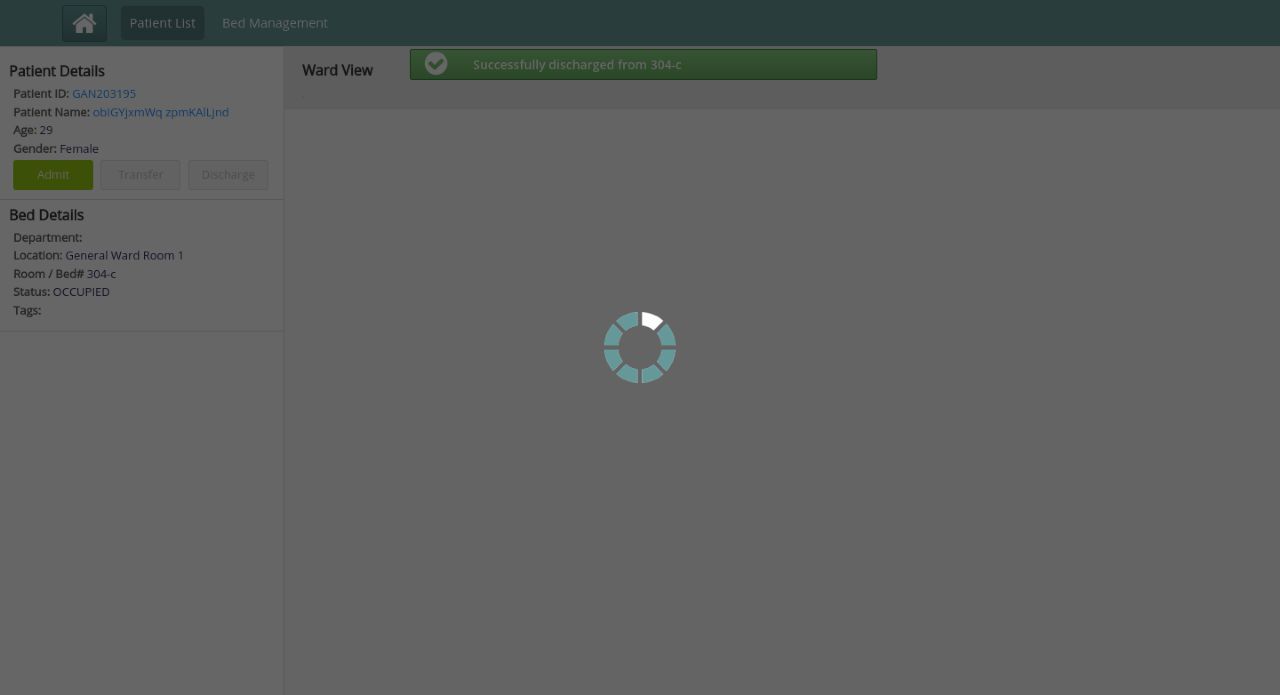 Patient List
Bed Management
Patient Details
Patient ID: GAN203195
Patient Name: obiGYjxmWq zpmKAlLjnd
Age: 29
Gender: Female
Admit
Transfer
Discharge
Bed Details
Department:
Location: General Ward Room 1
Room / Bed# 304-c
Status: OCCUPIED
Tags:
Ward View
Successfully discharged from 304-c